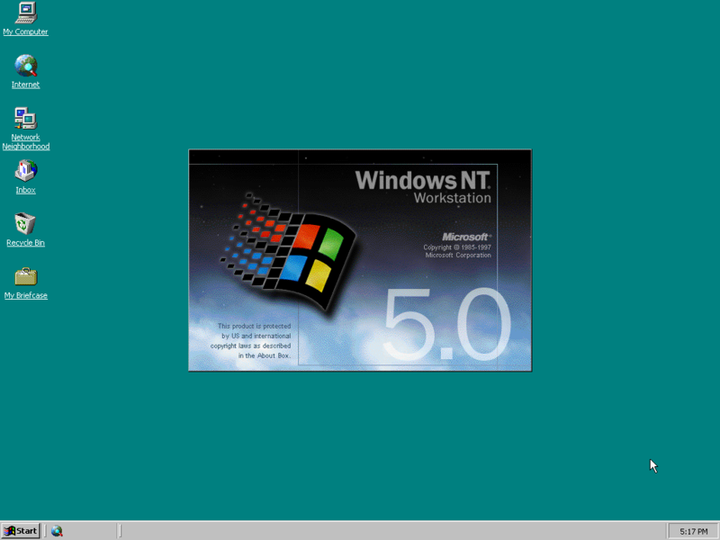 My Computer
Internet
Network
Neighborhood
Inbox
Recycle Bin
My Briefcase
Windows NT
Workstation
Microsoft®
Copyright © 1985-1997
Microsoft Corporation
5.0
This product is protected
by US and international
copyright laws as described
in the About Box.
Start
5:17 PM